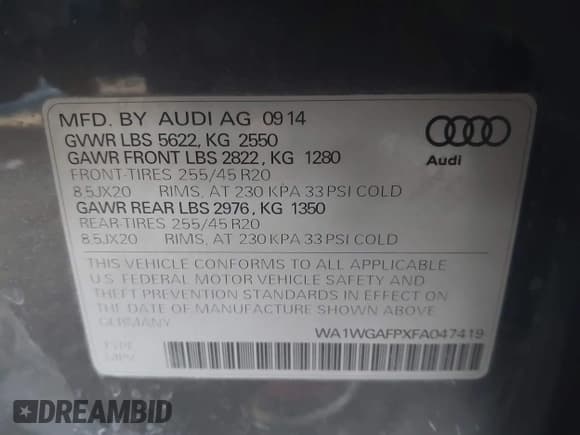 MFD. BY AUDI AG 09 14
GVWR LBS 5622, KG 2550
GAWR FRONT LBS 2822, KG 1280
FRONT-TIRES 255/45 R20
8.5JX20 RIMS, AT 230 KPA 33 PSI COLD
GAWR REAR LBS 2976, KG 1350
REAR-TIRES 255/45 R20
8.5JX20 RIMS, AT 230 KPA 33 PSI COLD
Audi
THIS VEHICLE CONFORMS TO ALL APPLICABLE
U.S. FEDERAL MOTOR VEHICLE SAFETY AND
THEFT PREVENTION STANDARDS IN EFFECT ON
THE DATE OF MANUFACTURE SHOWN ABOVE.
GERMANY
WA1WGAFPXFA047419
TYPE
MPV
DREAMBID